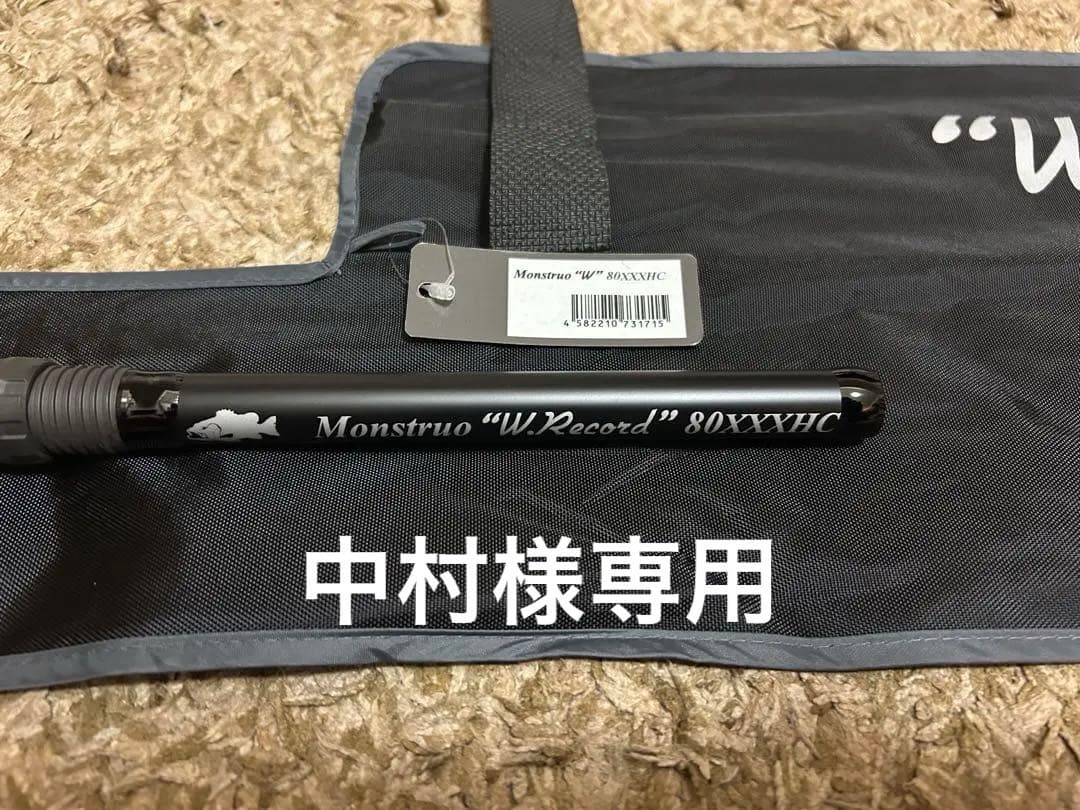 Monstruo “W” 80XXXHC
4 582210 731715
Monstruo “W.Record” 80XXXHC
中村様専用